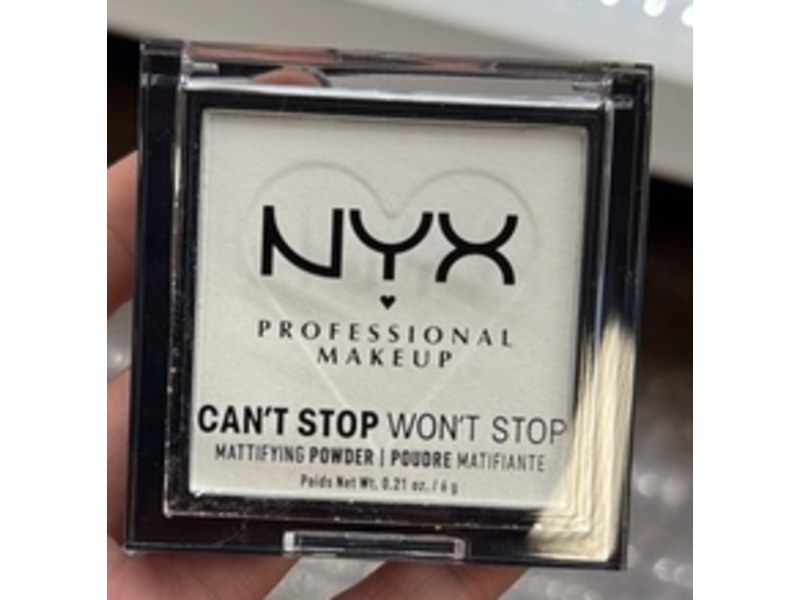 NYX
PROFESSIONAL
MAKEUP
CAN'T STOP WON'T STOP
MATTIFYING POWDER | POUDRE MATIFIANTE
Poids Net Wt. 0.21 oz. / 6 g